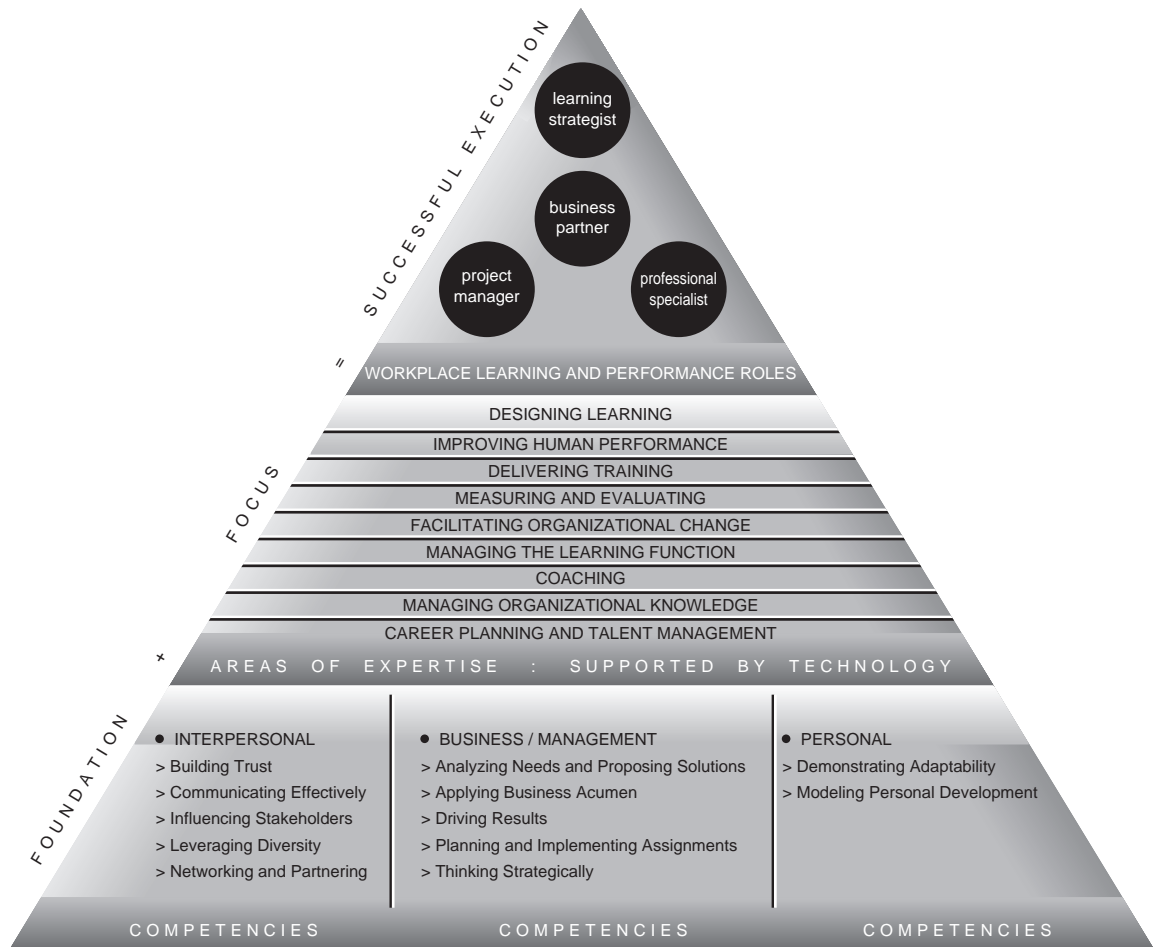 SUCCESSFUL EXECUTION
learning
strategist
business
partner
project
manager
professional
specialist
=
WORKPLACE LEARNING AND PERFORMANCE ROLES
FOCUS
DESIGNING LEARNING
IMPROVING HUMAN PERFORMANCE
DELIVERING TRAINING
MEASURING AND EVALUATING
FACILITATING ORGANIZATIONAL CHANGE
MANAGING THE LEARNING FUNCTION
COACHING
MANAGING ORGANIZATIONAL KNOWLEDGE
CAREER PLANNING AND TALENT MANAGEMENT
+
AREAS OF EXPERTISE : SUPPORTED BY TECHNOLOGY
FOUNDATION
• INTERPERSONAL
> Building Trust
> Communicating Effectively
> Influencing Stakeholders
> Leveraging Diversity
> Networking and Partnering
COMPETENCIES
• BUSINESS / MANAGEMENT
> Analyzing Needs and Proposing Solutions
> Applying Business Acumen
> Driving Results
> Planning and Implementing Assignments
> Thinking Strategically
COMPETENCIES
• PERSONAL
> Demonstrating Adaptability
> Modeling Personal Development
COMPETENCIES